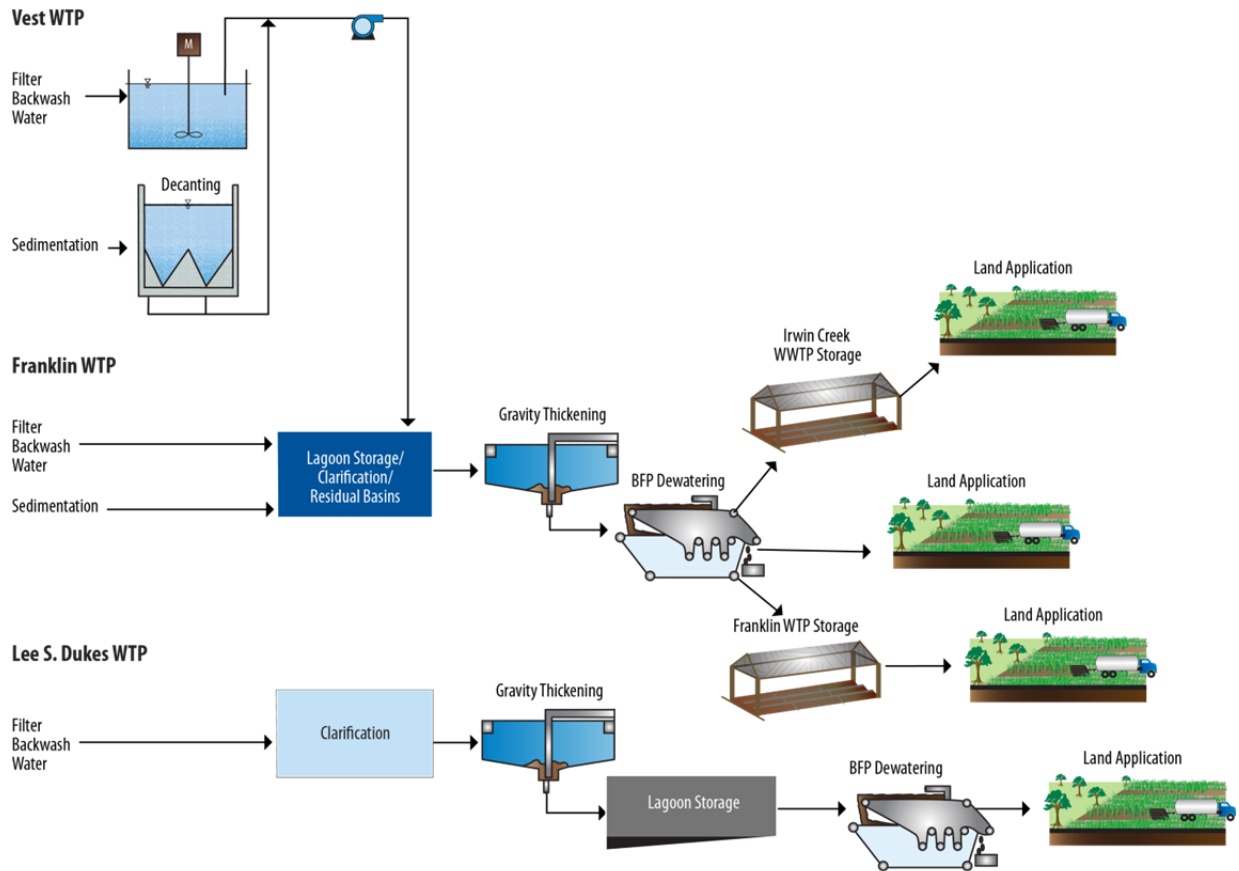 Vest WTP
M
Filter
Backwash
Water
Decanting
Sedimentation
Land Application
Irwin Creek
WWTP Storage
Franklin WTP
Gravity Thickening
Filter
Backwash
Water
Lagoon Storage/
Clarification/
Residual Basins
BFP Dewatering
Land Application
Sedimentation
Franklin WTP Storage
Land Application
Lee S. Dukes WTP
Gravity Thickening
Filter
Backwash
Water
Clarification
BFP Dewatering
Land Application
Lagoon Storage